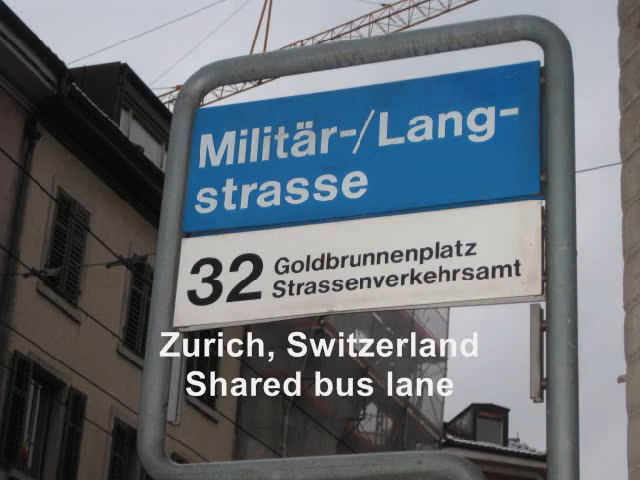 Militär-/Lang-
strasse
32 Goldbrunnenplatz
Strassenverkehrsamt
Zurich, Switzerland
Shared bus lane